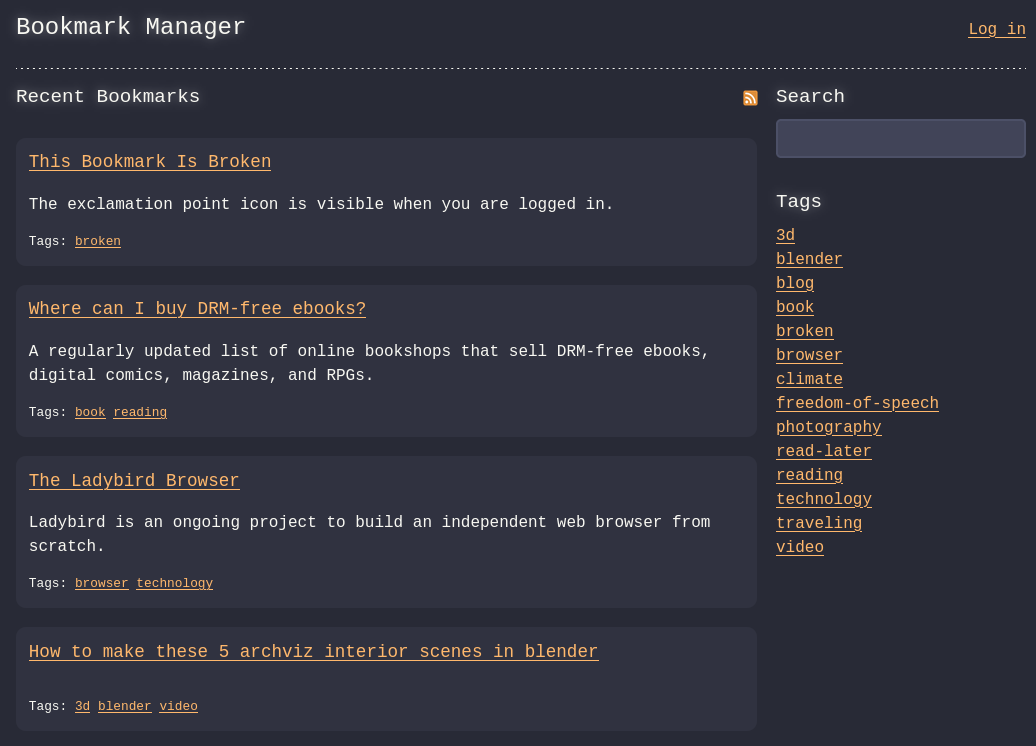 Bookmark Manager
Log in
Recent Bookmarks
This Bookmark Is Broken
The exclamation point icon is visible when you are logged in.
Tags: broken
Where can I buy DRM-free ebooks?
A regularly updated list of online bookshops that sell DRM-free ebooks,
digital comics, magazines, and RPGs.
Tags: book reading
The Ladybird Browser
Ladybird is an ongoing project to build an independent web browser from
scratch.
Tags: browser technology
How to make these 5 archviz interior scenes in blender
Tags: 3d blender video
Search
Tags
3d
blender
blog
book
broken
browser
climate
freedom-of-speech
photography
read-later
reading
technology
traveling
video